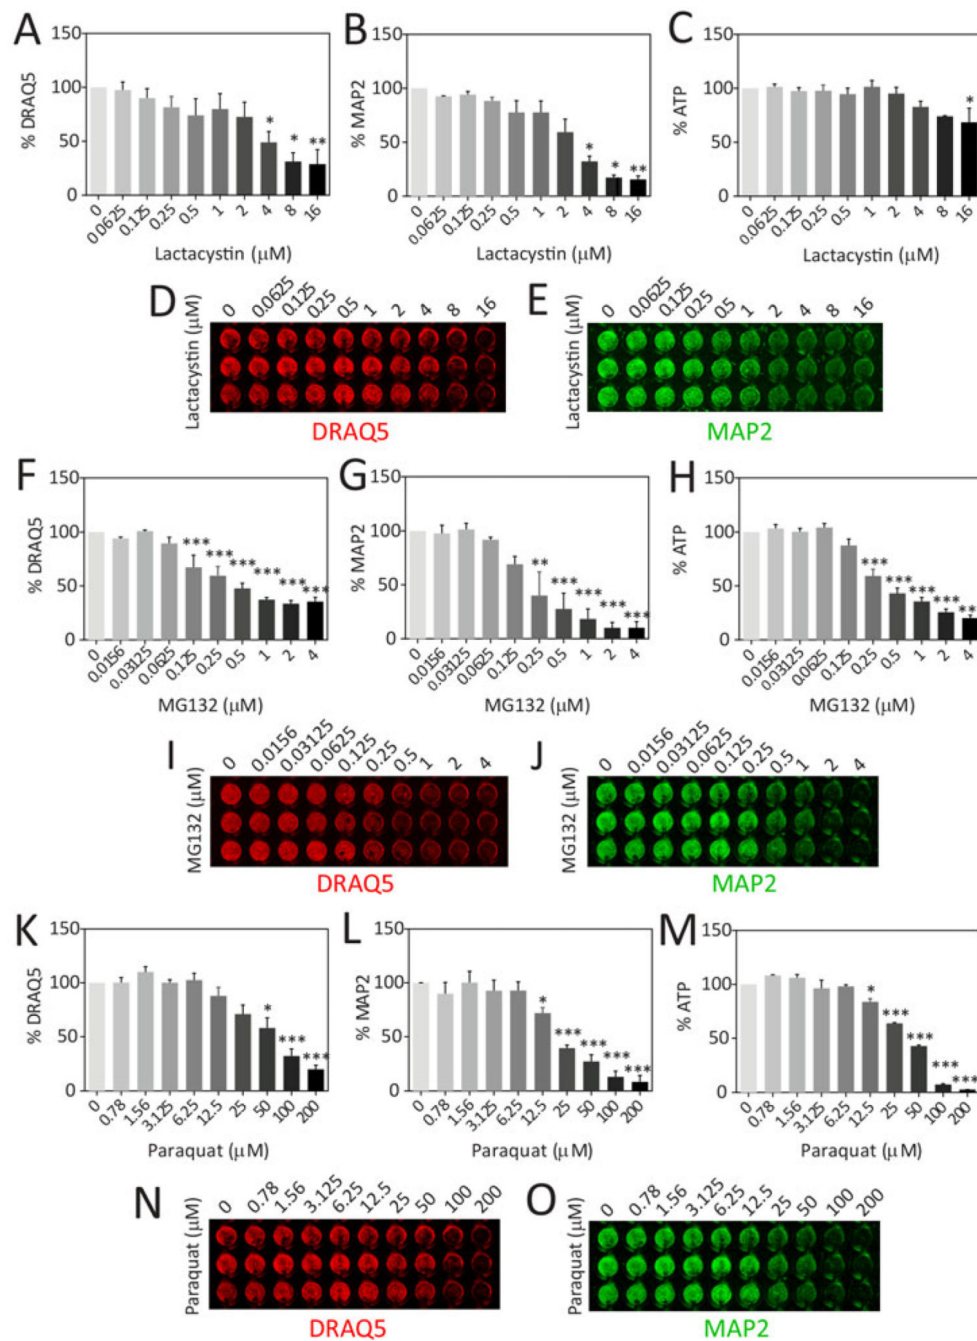 A B C
150 150 150
100 100 100
50 50 50
0 0 0
% DRAQ5 % MAP2 % ATP
* * ** * * ** *
0 0.0625 0.125 0.25 0.5 1 2 4 8 16
0 0.0625 0.125 0.25 0.5 1 2 4 8 16
0 0.0625 0.125 0.25 0.5 1 2 4 8 16
Lactacystin (μM) Lactacystin (μM) Lactacystin (μM)
D E
0 0.0625 0.125 0.25 0.5 1 2 4 8 16
0 0.0625 0.125 0.25 0.5 1 2 4 8 16
Lactacystin (μM) Lactacystin (μM)
DRAQ5 MAP2
F G H
150 150 150
100 100 100
50 50 50
0 0 0
% DRAQ5 % MAP2 % ATP
*** *** *** *** *** ***
** *** *** *** ***
*** *** *** *** **
0 0.0156 0.03125 0.0625 0.125 0.25 0.5 1 2 4
0 0.0156 0.03125 0.0625 0.125 0.25 0.5 1 2 4
0 0.0156 0.03125 0.0625 0.125 0.25 0.5 1 2 4
MG132 (μM) MG132 (μM) MG132 (μM)
I J
0 0.0156 0.03125 0.0625 0.125 0.25 0.5 1 2 4
0 0.0156 0.03125 0.0625 0.125 0.25 0.5 1 2 4
MG132 (μM) MG132 (μM)
DRAQ5 MAP2
K L M
150 150 150
100 100 100
50 50 50
0 0 0
% DRAQ5 % MAP2 % ATP
* *** ***
* *** *** *** ***
* *** *** *** ***
0 0.78 1.56 3.125 6.25 12.5 25 50 100 200
0 0.78 1.56 3.125 6.25 12.5 25 50 100 200
0 0.78 1.56 3.125 6.25 12.5 25 50 100 200
Paraquat (μM) Paraquat (μM) Paraquat (μM)
N O
0 0.78 1.56 3.125 6.25 12.5 25 50 100 200
0 0.78 1.56 3.125 6.25 12.5 25 50 100 200
Paraquat (μM) Paraquat (μM)
DRAQ5 MAP2